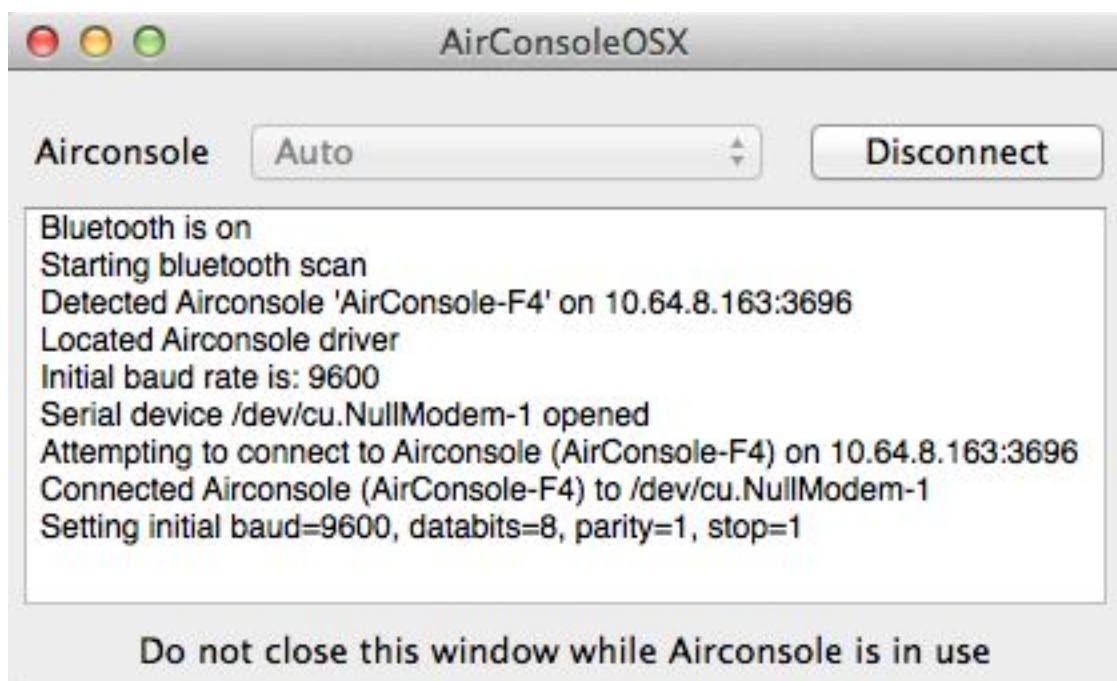 AirConsoleOSX
Airconsole Auto Disconnect
Bluetooth is on
Starting bluetooth scan
Detected Airconsole 'AirConsole-F4' on 10.64.8.163:3696
Located Airconsole driver
Initial baud rate is: 9600
Serial device /dev/cu.NullModem-1 opened
Attempting to connect to Airconsole (AirConsole-F4) on 10.64.8.163:3696
Connected Airconsole (AirConsole-F4) to /dev/cu.NullModem-1
Setting initial baud=9600, databits=8, parity=1, stop=1
Do not close this window while Airconsole is in use